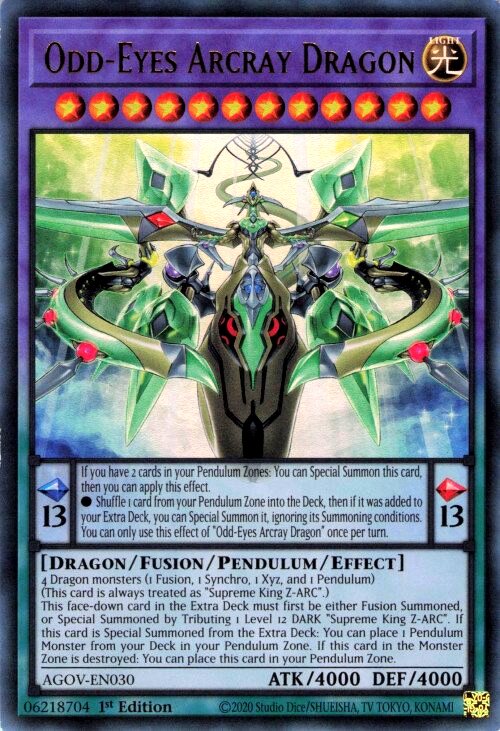 ODD-EYES ARCRAY DRAGON
LIGHT
光
If you have 2 cards in your Pendulum Zones: You can Special Summon this card,
then you can apply this effect.
● Shuffle 1 card from your Pendulum Zone into the Deck, then if it was added to
your Extra Deck, you can Special Summon it, ignoring its Summoning conditions.
You can only use this effect of "Odd-Eyes Arcray Dragon" once per turn.
13
13
[DRAGON/FUSION/PENDULUM/EFFECT]
4 Dragon monsters (1 Fusion, 1 Synchro, 1 Xyz, and 1 Pendulum)
(This card is always treated as "Supreme King Z-ARC".)
This face-down card in the Extra Deck must first be either Fusion Summoned,
or Special Summoned by Tributing 1 Level 12 DARK "Supreme King Z-ARC". If
this card is Special Summoned from the Extra Deck: You can place 1 Pendulum
Monster from your Deck in your Pendulum Zone. If this card in the Monster
Zone is destroyed: You can place this card in your Pendulum Zone.
AGOV-EN030
ATK/4000 DEF/4000
06218704 1st Edition
©2020 Studio Dice/SHUEISHA, TV TOKYO, KONAMI